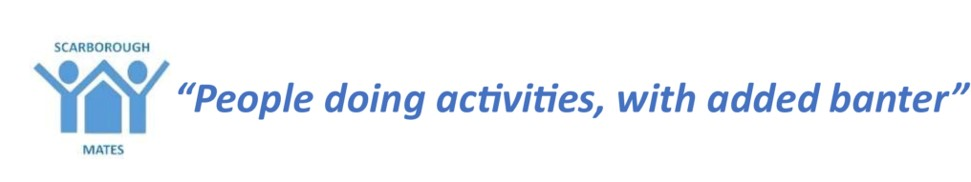 SCARBOROUGH
MATES
“People doing activities, with added banter”